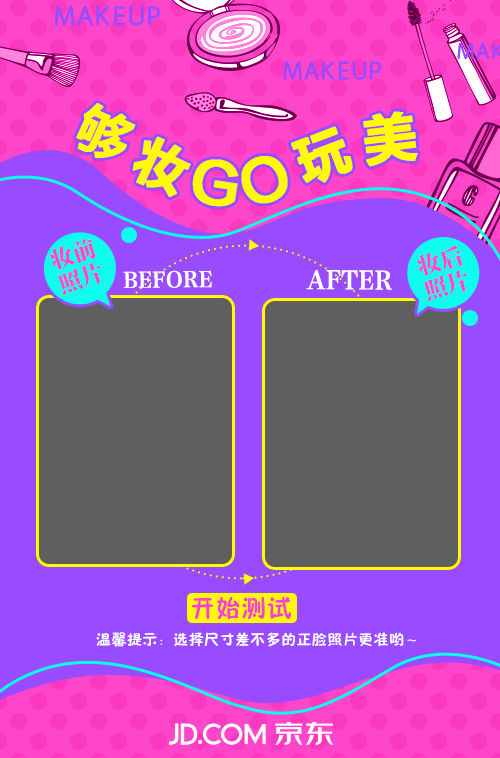 MAKEUP
MAKEUP
MAK
够妆GO玩美
妆前
照片
BEFORE
AFTER
妆后
照片
开始测试
温馨提示：选择尺寸差不多的正脸照片更准哟~
JD.COM 京东